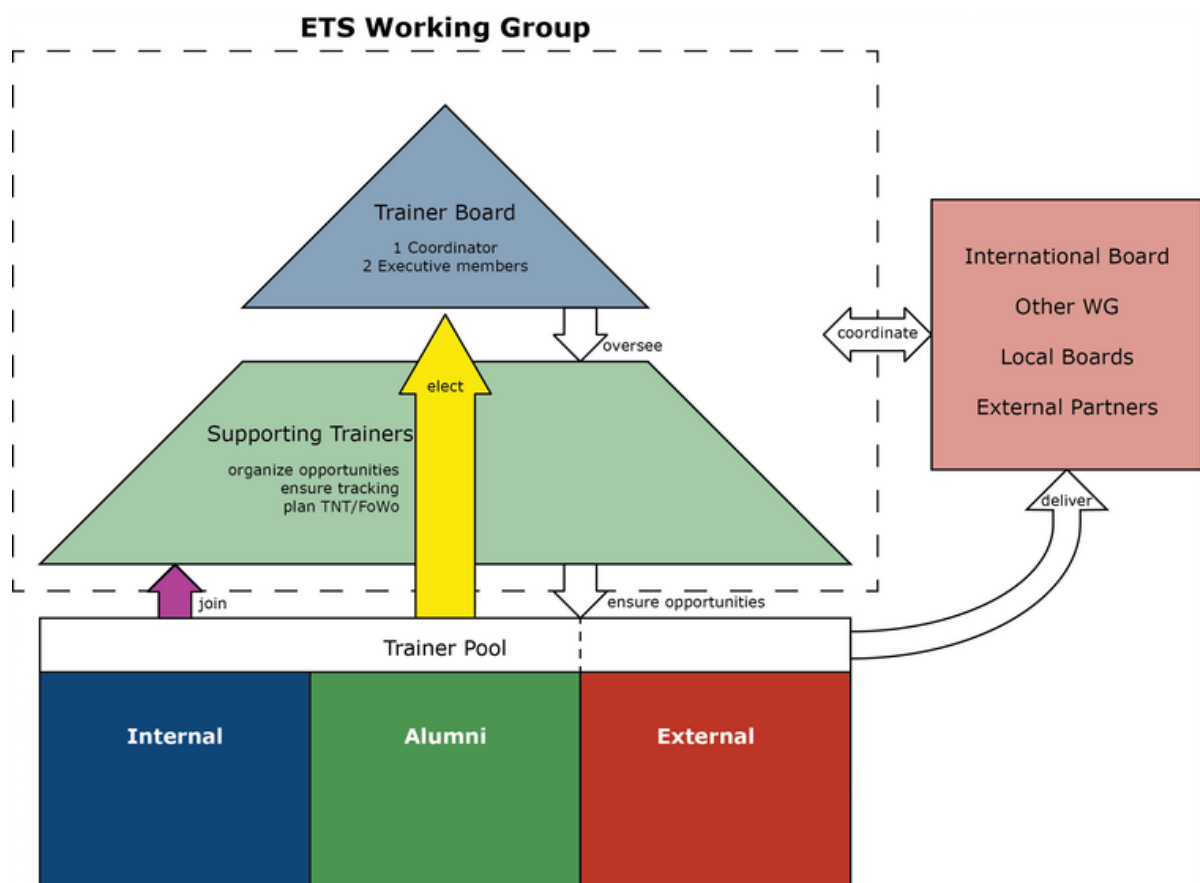 ETS Working Group
Trainer Board
1 Coordinator
2 Executive members
oversee
elect
Supporting Trainers
organize opportunities
ensure tracking
plan TNT/FoWo
join
ensure opportunities
Trainer Pool
Internal
Alumni
External
coordinate
International Board
Other WG
Local Boards
External Partners
deliver